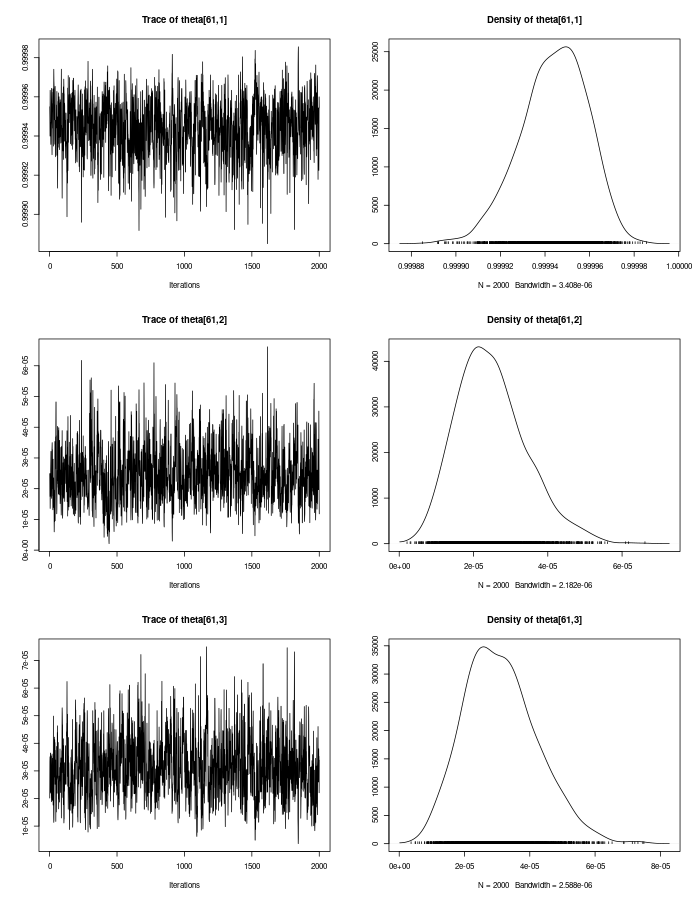 Trace of theta[61,1]
0.99990 0.99992 0.99994 0.99996 0.99998
0 500 1000 1500 2000
Iterations
Density of theta[61,1]
0 5000 10000 15000 20000 25000
0.99988 0.99990 0.99992 0.99994 0.99996 0.99998 1.00000
N = 2000 Bandwidth = 3.408e-06
Trace of theta[61,2]
0e+00 1e-05 2e-05 3e-05 4e-05 5e-05 6e-05
0 500 1000 1500 2000
Iterations
Density of theta[61,2]
0 10000 20000 30000 40000
0e+00 2e-05 4e-05 6e-05
N = 2000 Bandwidth = 2.182e-06
Trace of theta[61,3]
1e-05 2e-05 3e-05 4e-05 5e-05 6e-05 7e-05
0 500 1000 1500 2000
Iterations
Density of theta[61,3]
0 5000 10000 15000 20000 25000 30000 35000
0e+00 2e-05 4e-05 6e-05 8e-05
N = 2000 Bandwidth = 2.588e-06